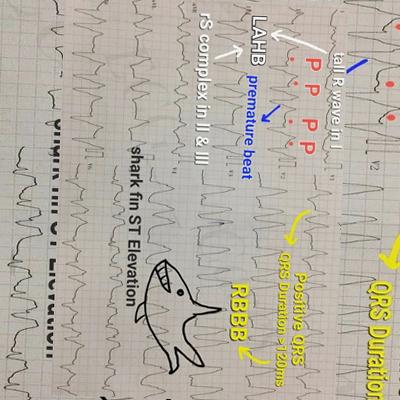 tall R wave in I
P P P P
LAHB
premature beat
rS complex in II & III
V2
QRS Duration
Positive QRS
QRS Duration >120ms
RBBB
shark fin ST Elevation